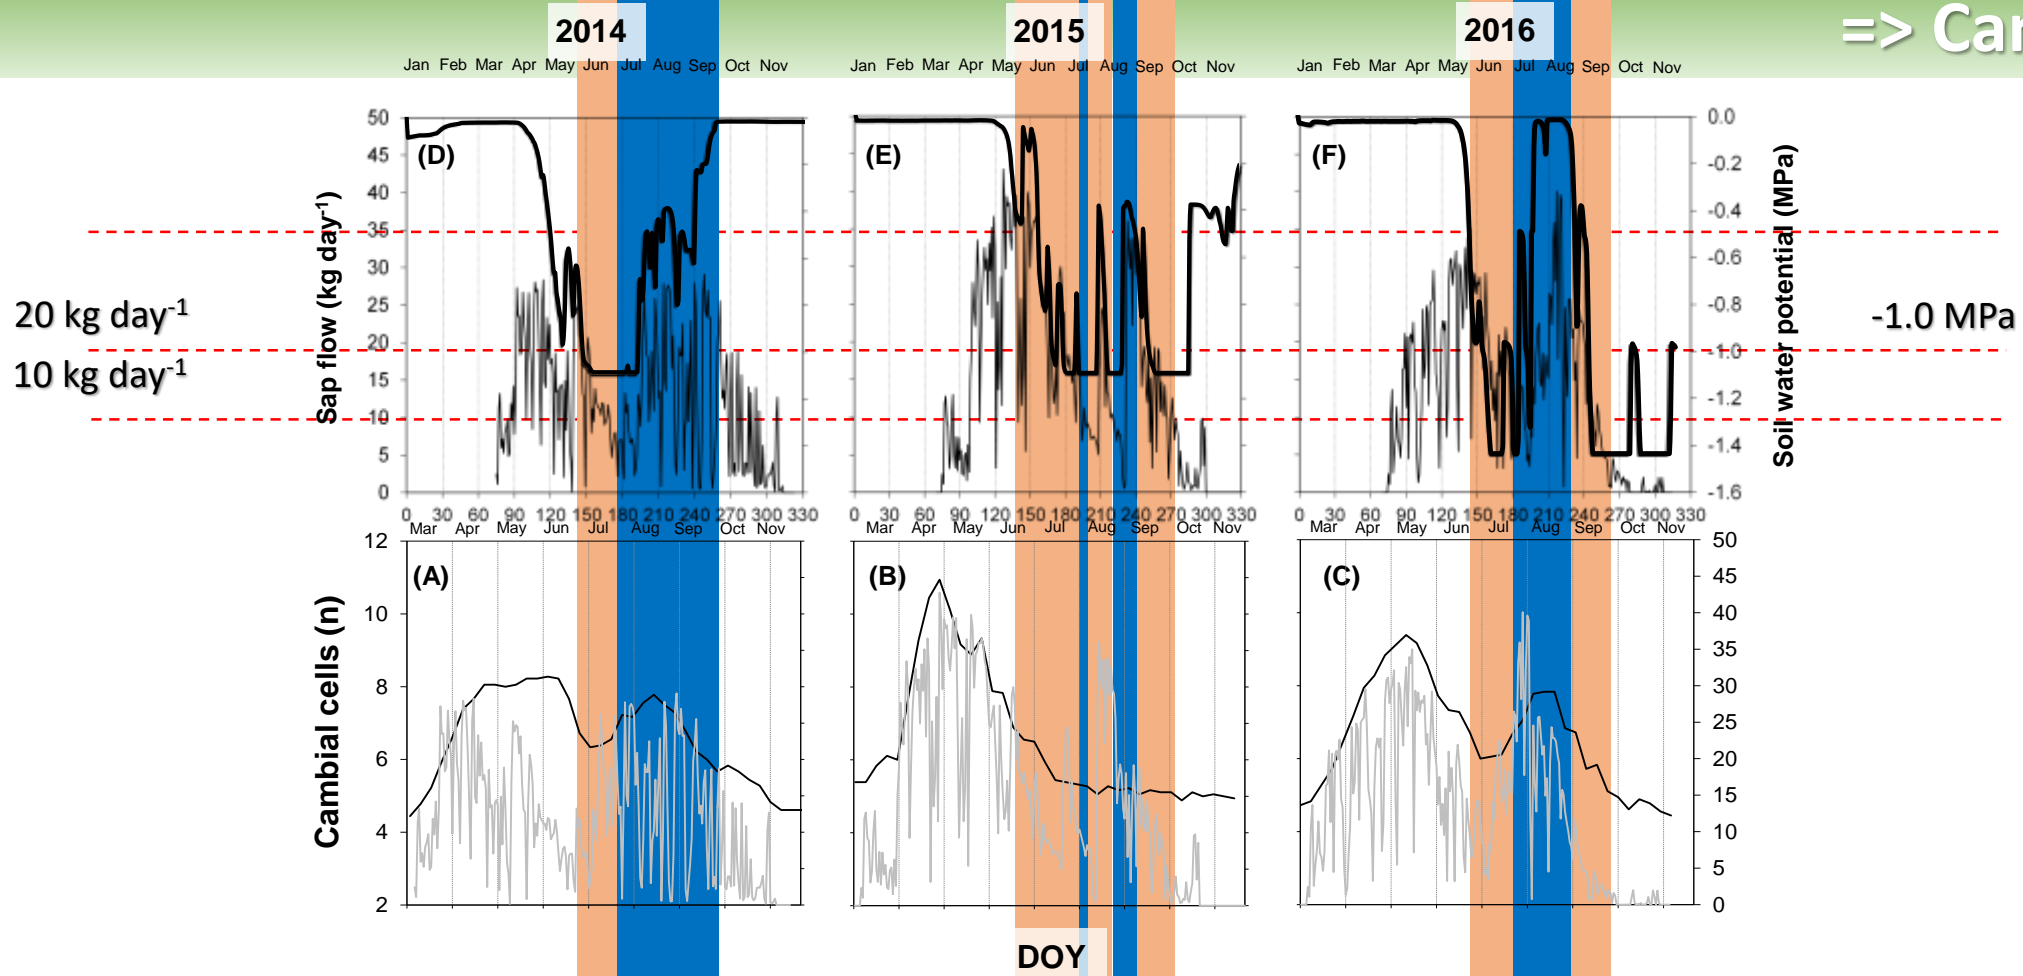 => Car
2014
2015
2016
Jan Feb Mar Apr May Jun Jul Aug Sep Oct Nov
Jan Feb Mar Apr May Jun Jul Aug Sep Oct Nov
Jan Feb Mar Apr May Jun Jul Aug Sep Oct Nov
50
45
40
35
30
25
20
15
10
5
0
Sap flow (kg day-1)
(D)
(E)
(F)
0.0
-0.2
-0.4
-0.6
-0.8
-1.0
-1.2
-1.4
-1.6
Soil water potential (MPa)
20 kg day-1
10 kg day-1
-1.0 MPa
0 30 60 90 120 150 180 210 240 270 300 330
0 30 60 90 120 150 180 210 240 270 300 330
0 30 60 90 120 150 180 210 240 270 300 330
Mar Apr May Jun Jul Aug Sep Oct Nov
Mar Apr May Jun Jul Aug Sep Oct Nov
Mar Apr May Jun Jul Aug Sep Oct Nov
12
10
8
6
4
2
Cambial cells (n)
(A)
(B)
(C)
50
45
40
35
30
25
20
15
10
5
0
DOY